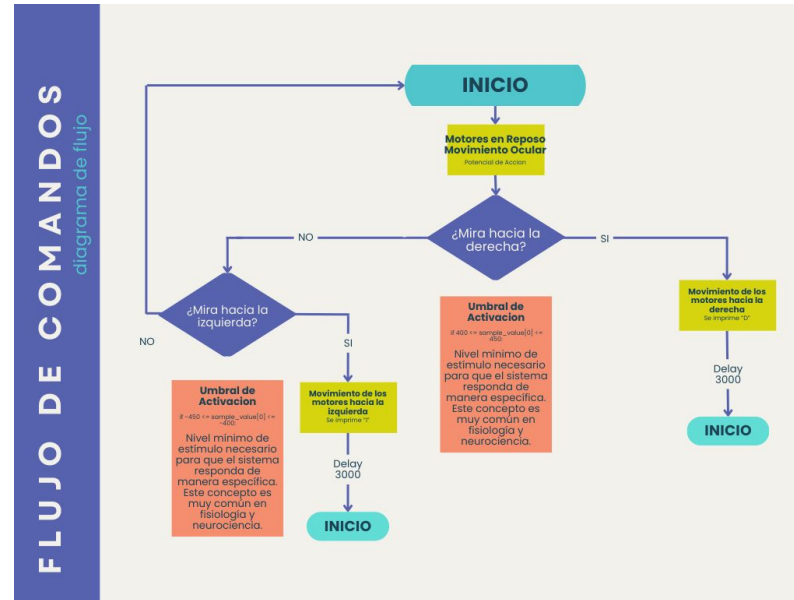 FLUJO DE COMANDOS
diagrama de flujo
INICIO
Motores en Reposo
Movimiento Ocular
Potencial de Accion
¿Mira hacia la
derecha?
NO
SI
¿Mira hacia la
izquierda?
NO
SI
Movimiento de los
motores hacia la
derecha
Se imprime "D"
Umbral de
Activacion
if 400 <= sample_value[0] <=
450:
Nivel mínimo de
estímulo necesario
para que el sistema
responda de
manera específica.
Este concepto es
muy común en
fisiología y
neurociencia.
Delay
3000
INICIO
Umbral de
Activacion
if -450 <= sample_value[0] <=
-400:
Nivel mínimo de
estímulo necesario
para que el sistema
responda de
manera específica.
Este concepto es
muy común en
fisiología y
neurociencia.
Movimiento de los
motores hacia la
izquierda
Se imprime "I"
Delay
3000
INICIO